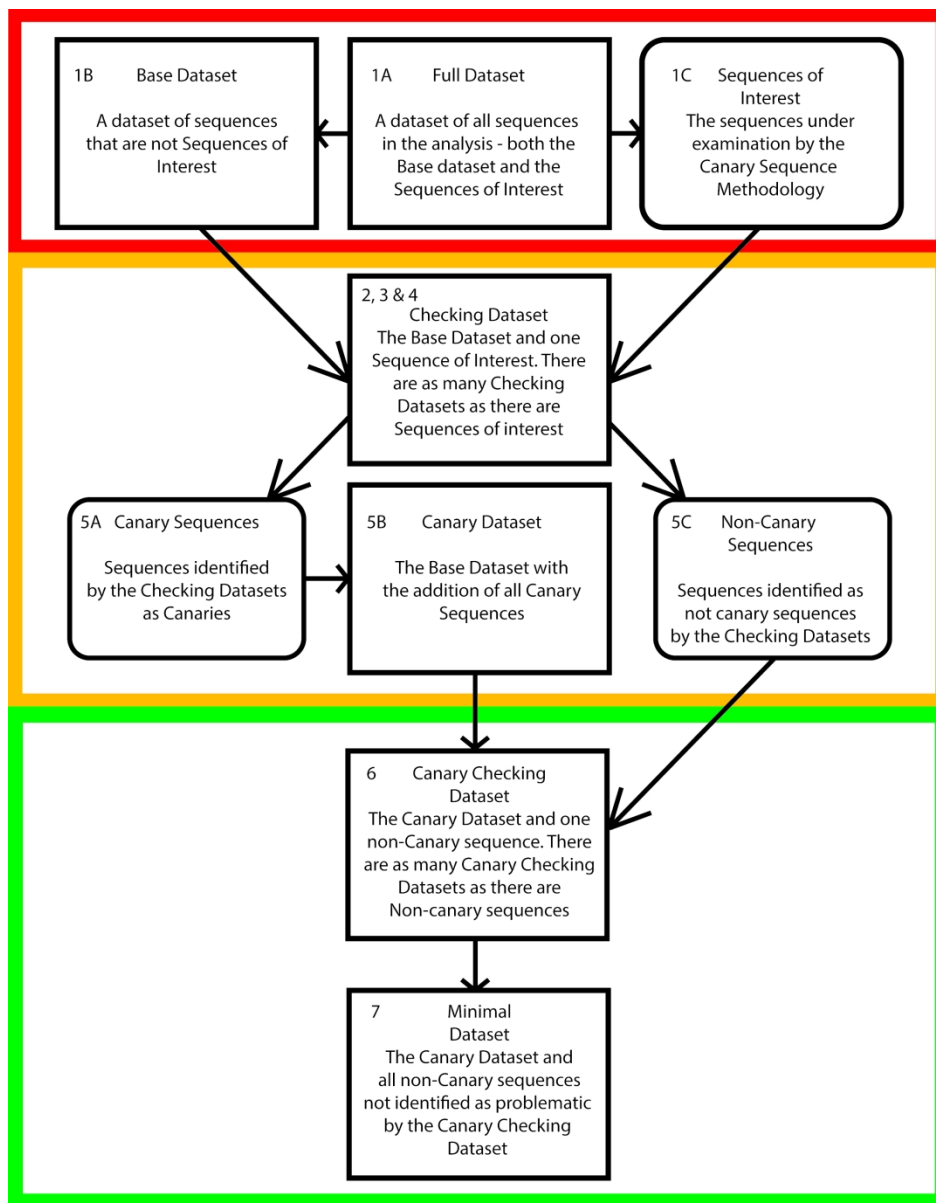 1B Base Dataset
A dataset of sequences
that are not Sequences of
Interest
1A Full Dataset
A dataset of all sequences
in the analysis - both the
Base dataset and the
Sequences of Interest
1C Sequences of
Interest
The sequences under
examination by the
Canary Sequence
Methodology
2, 3 & 4
Checking Dataset
The Base Dataset and one
Sequence of Interest. There
are as many Checking
Datasets as there are
Sequences of interest
5A Canary Sequences
Sequences identified
by the Checking Datasets
as Canaries
5B Canary Dataset
The Base Dataset with
the addition of all Canary
Sequences
5C Non-Canary
Sequences
Sequences identified as
not canary sequences
by the Checking Datasets
6 Canary Checking
Dataset
The Canary Dataset and one
non-Canary sequence. There
are as many Canary Checking
Datasets as there are
Non-canary sequences
7 Minimal
Dataset
The Canary Dataset and
all non-Canary sequences
not identified as problematic
by the Canary Checking
Dataset